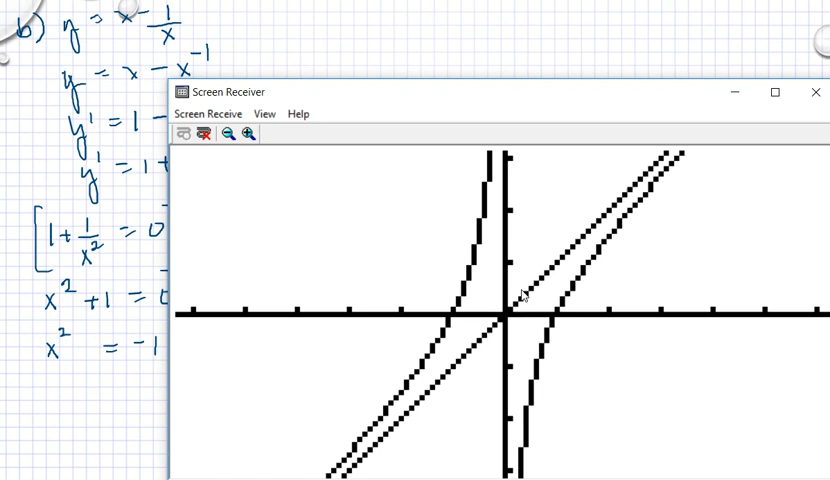 b) y = x - 1/x
y = x - x⁻¹
y' = 1 -
y' = 1 +
[1 + 1/x² = 0
x² + 1 = 0
x² = -1
Screen Receiver
Screen Receive View Help